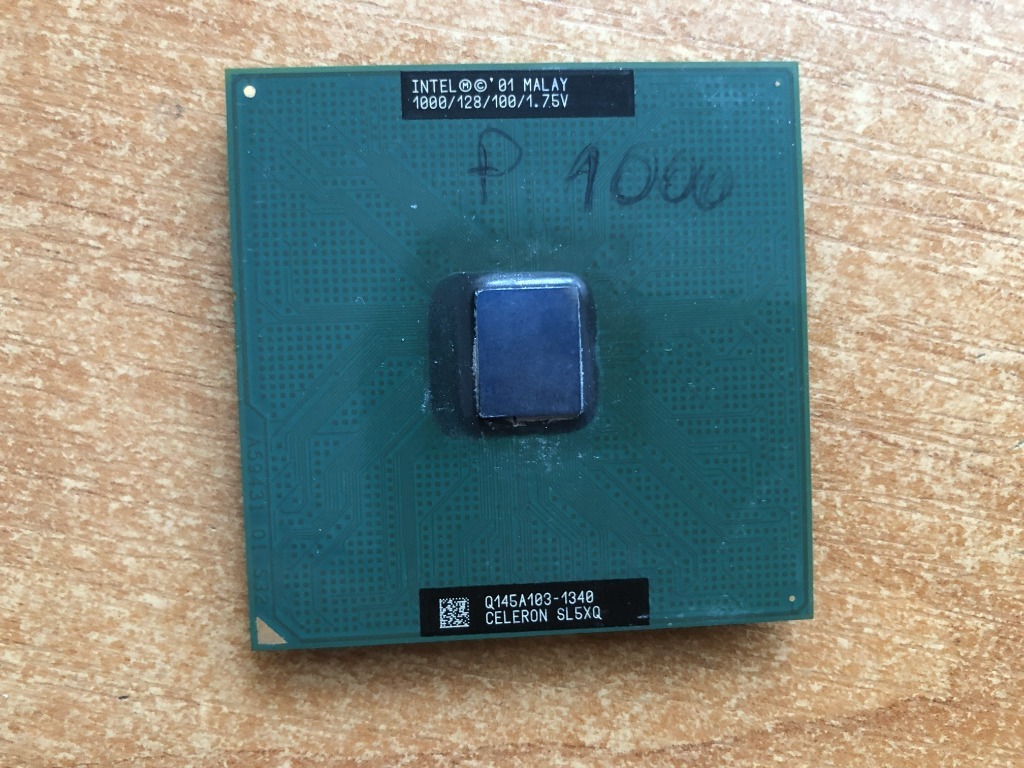 INTEL Ⓜ©'01 MALAY
1000/128/100/1.75V
P 1000
Q145A103-1340
CELERON SL5XQ